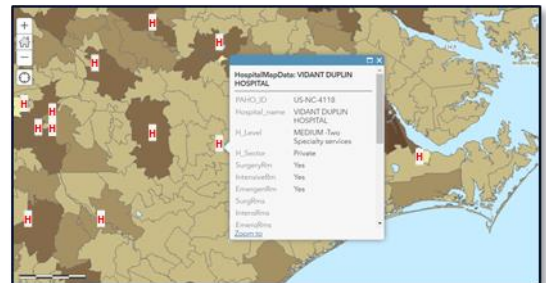 H
H
H
HospitalMapData: VIDANT DUPLIN
HOSPITAL
PAHO_ID US-NC-4118
H
H
H H H
Hospital_name VIDANT DUPLIN
HOSPITAL
H_Level MEDIUM -Two
Specialty services
H
H
H_Sector Private
SurgeryRm Yes
IntensiveRm Yes
EmergenRm Yes
SurgRms
IntensRms
EmergRms
Zoom to
H
H